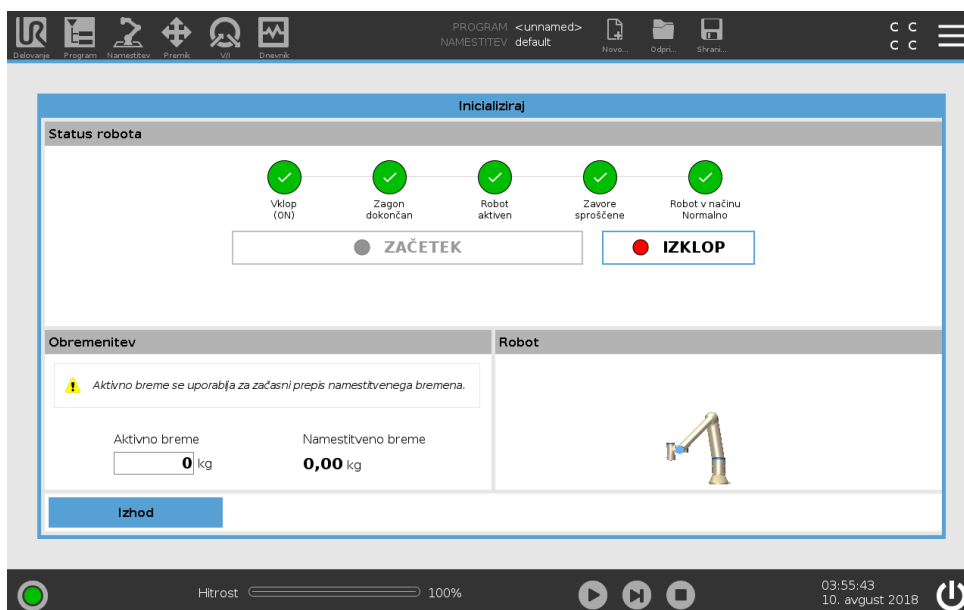 PROGRAM <unnamed>
NAMESTITEV default
C C
C C
Delovanje Program Namestitev Premik V/I Dnevnik Novo... Odpri... Shrani...
Inicializiraj
Status robota
Vklop
(ON)
Zagon
dokončan
Robot
aktiven
Zavore
sproščene
Robot v načinu
Normalno
ZAČETEK
IZKLOP
Obremenitev
Robot
Aktivno breme se uporablja za začasni prepis namestitvenega bremena.
Aktivno breme
Namestitveno breme
0 kg
0,00 kg
Izhod
Hitrost
100%
03:55:43
10. avgust 2018